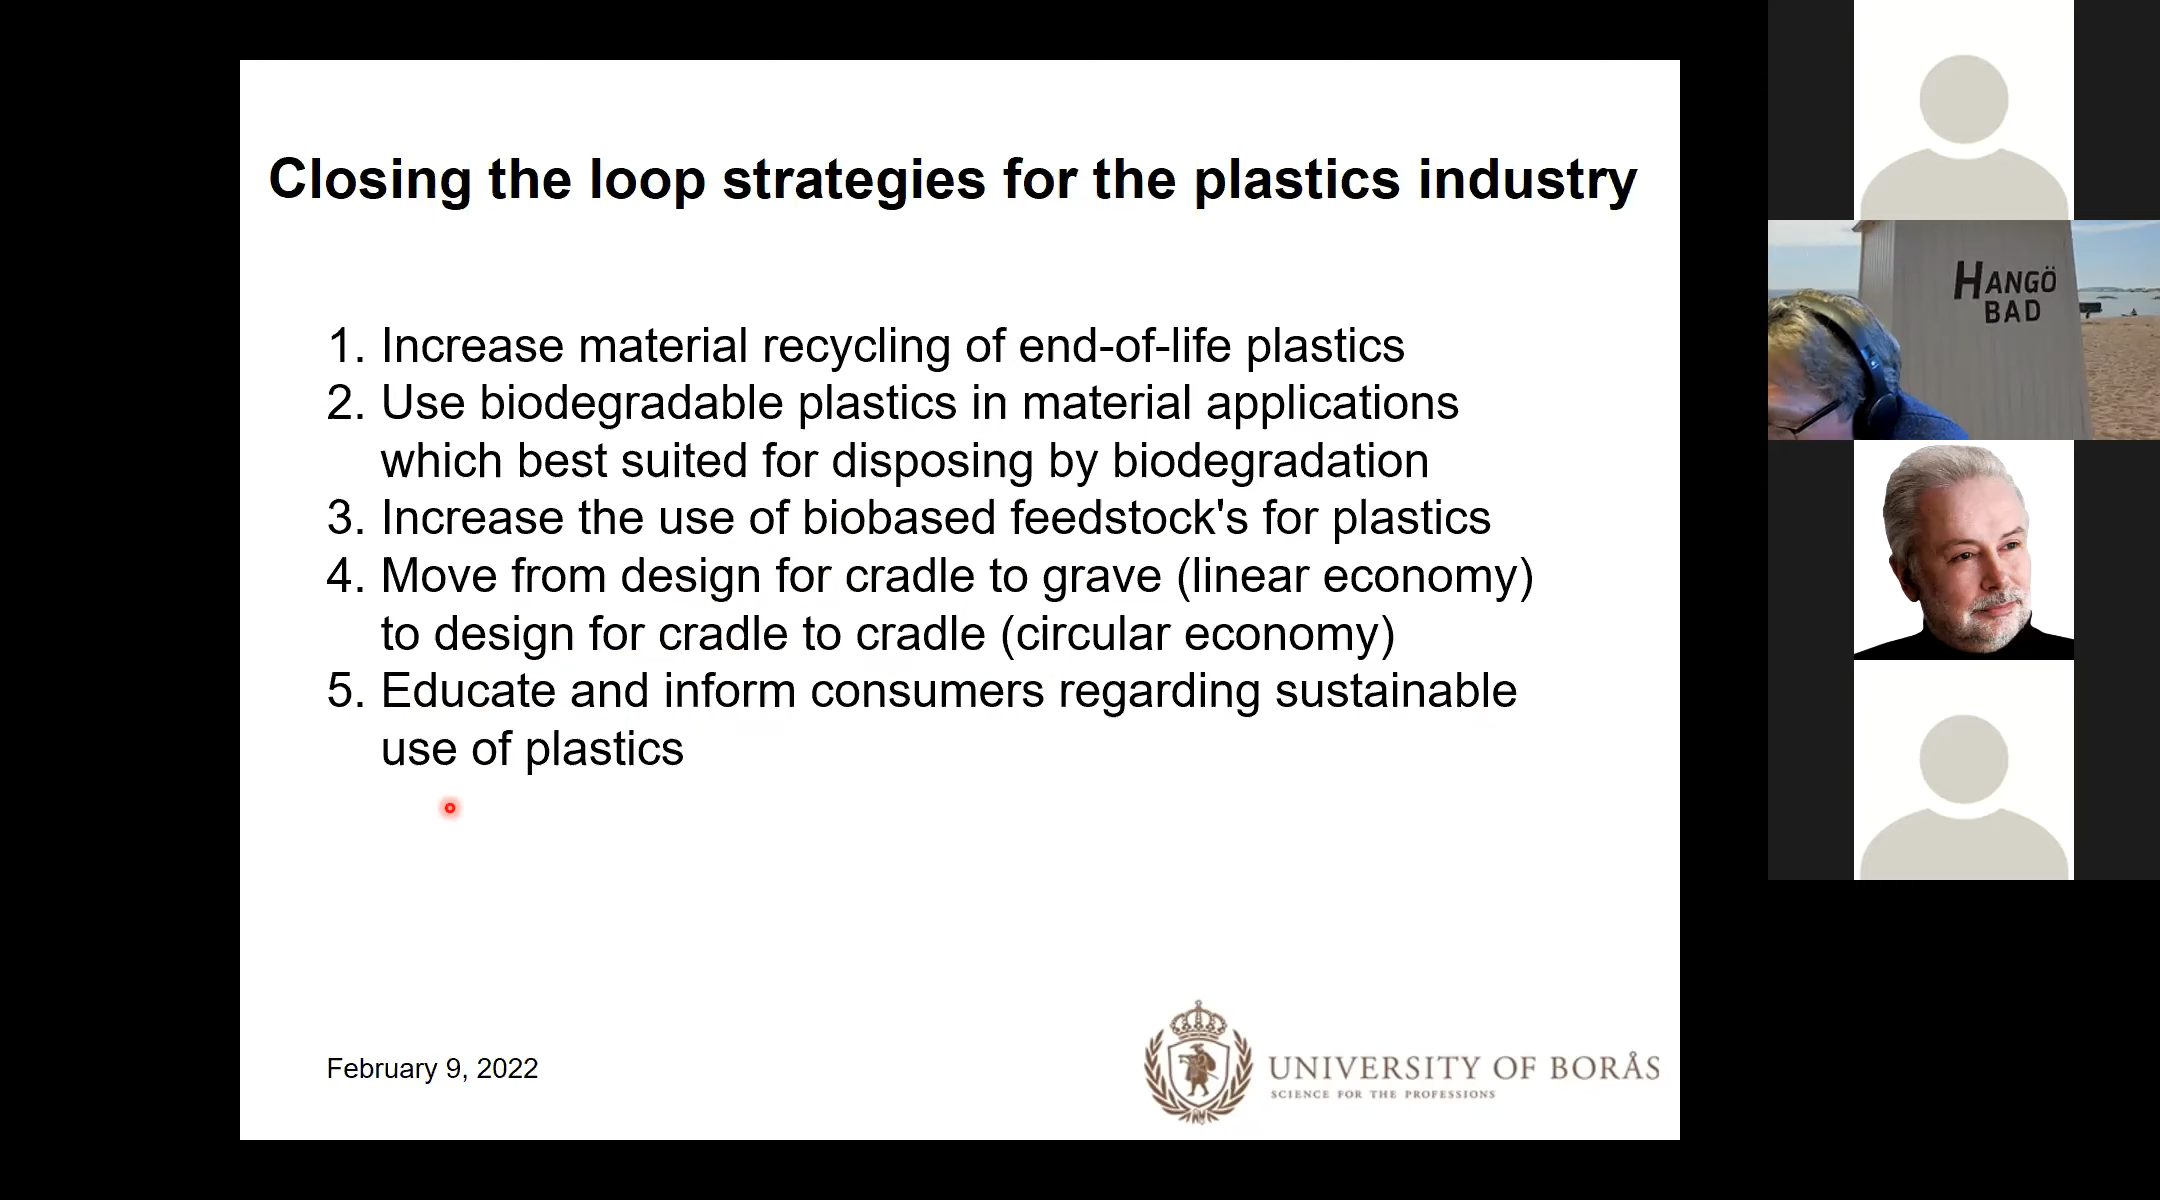 Closing the loop strategies for the plastics industry
1. Increase material recycling of end-of-life plastics
2. Use biodegradable plastics in material applications
which best suited for disposing by biodegradation
3. Increase the use of biobased feedstock's for plastics
4. Move from design for cradle to grave (linear economy)
to design for cradle to cradle (circular economy)
5. Educate and inform consumers regarding sustainable
use of plastics
February 9, 2022
UNIVERSITY OF BORÅS
SCIENCE FOR THE PROFESSIONS
HANGÖ
BAD